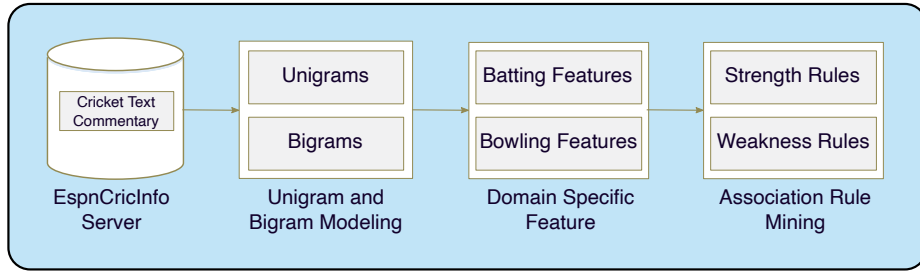 Cricket Text
Commentary
EspnCricInfo
Server
Unigrams
Bigrams
Unigram and
Bigram Modeling
Batting Features
Bowling Features
Domain Specific
Feature
Strength Rules
Weakness Rules
Association Rule
Mining